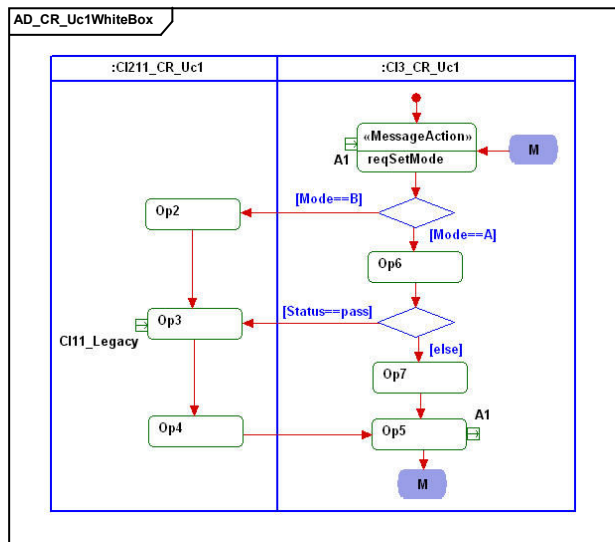 AD_CR_Uc1WhiteBox
:CI211_CR_Uc1
:CI3_CR_Uc1
«MessageAction»
A1
reqSetMode
M
[Mode==B]
Op2
[Mode==A]
Op6
[Status==pass]
Op3
CI11_Legacy
[else]
Op7
A1
Op4
Op5
M